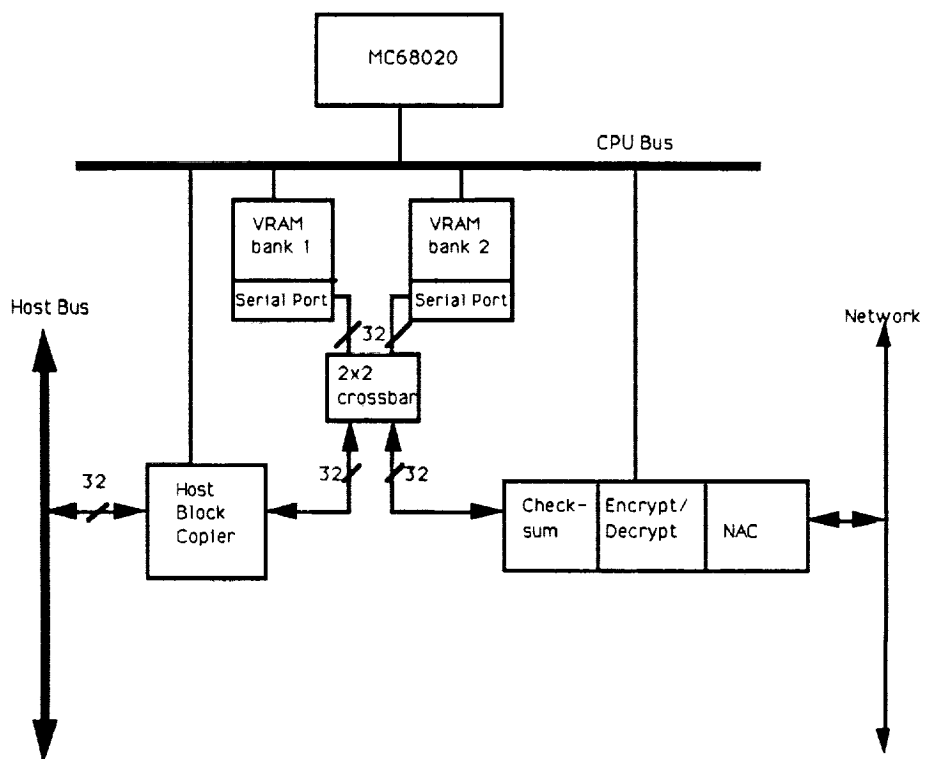 MC68020
CPU Bus
VRAM
bank 1
VRAM
bank 2
Serial Port
Serial Port
Host Bus
Network
32
2x2
crossbar
32
32
32
Host
Block
Copier
Check-
sum
Encrypt/
Decrypt
NAC